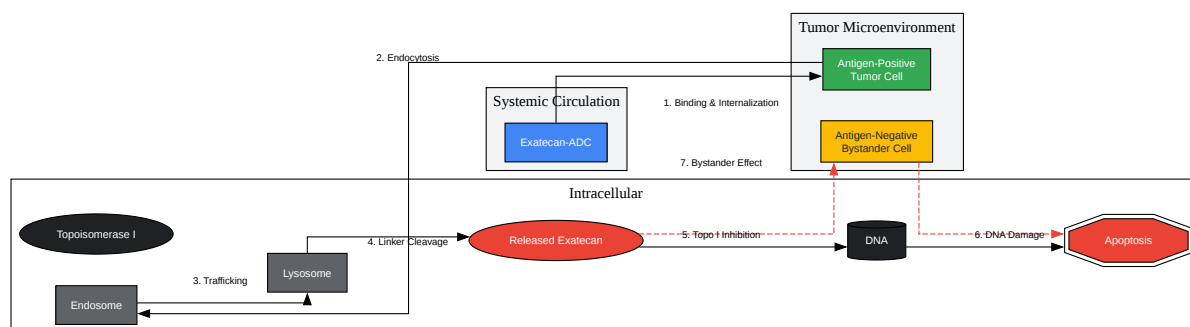 Tumor Microenvironment
2. Endocytosis
Antigen-Positive
Tumor Cell
Systemic Circulation
1. Binding & Internalization
Exatecan-ADC
Antigen-Negative
Bystander Cell
7. Bystander Effect
Intracellular
Topoisomerase I
4. Linker Cleavage
Released Exatecan
5. Topo I Inhibition
DNA
6. DNA Damage
Apoptosis
Lysosome
3. Trafficking
Endosome